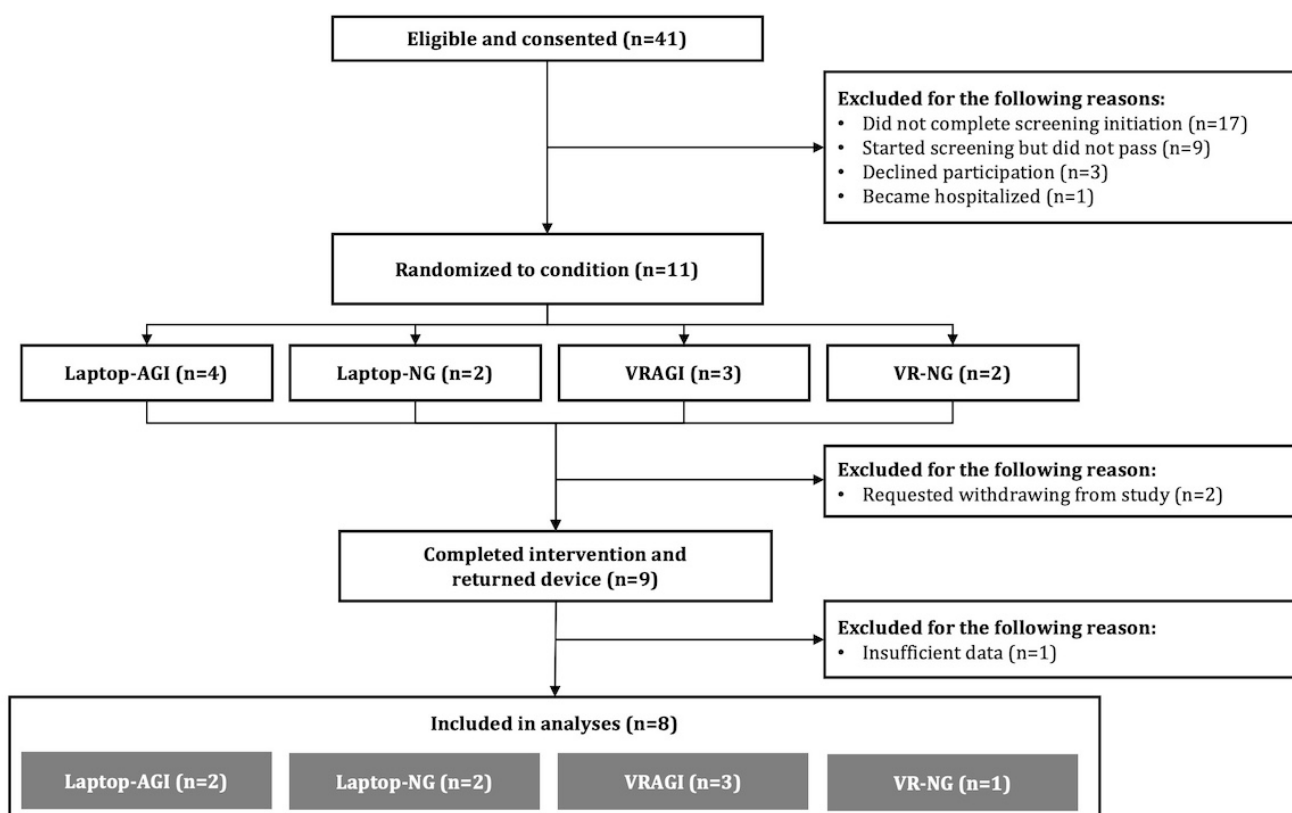 Eligible and consented (n=41)
Excluded for the following reasons:
• Did not complete screening initiation (n=17)
• Started screening but did not pass (n=9)
• Declined participation (n=3)
• Became hospitalized (n=1)
Randomized to condition (n=11)
Laptop-AGI (n=4)
Laptop-NG (n=2)
VRAGI (n=3)
VR-NG (n=2)
Excluded for the following reason:
• Requested withdrawing from study (n=2)
Completed intervention and
returned device (n=9)
Excluded for the following reason:
• Insufficient data (n=1)
Included in analyses (n=8)
Laptop-AGI (n=2)
Laptop-NG (n=2)
VRAGI (n=3)
VR-NG (n=1)